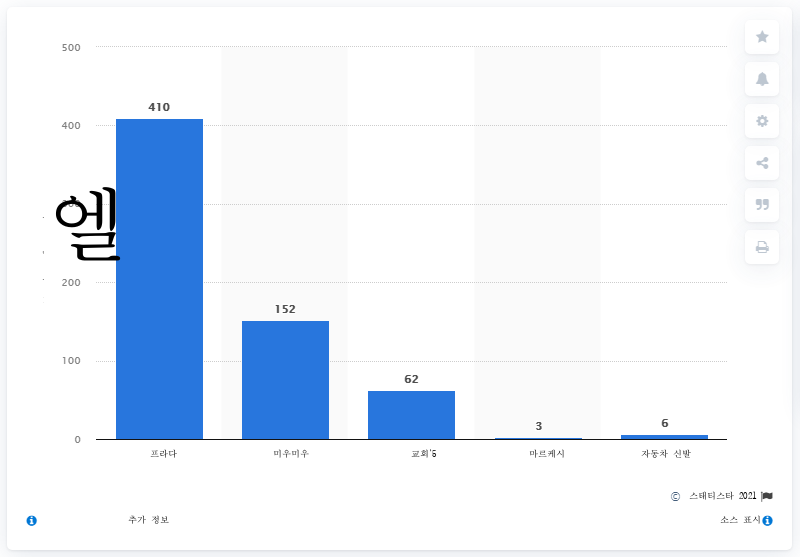 500
410
400
엘
200
152
100
62
3
6
0
프라다
미우미우
교회'5
마르케시
자동차 신발
© 스태티스타 2021
추가 정보
소스 표시